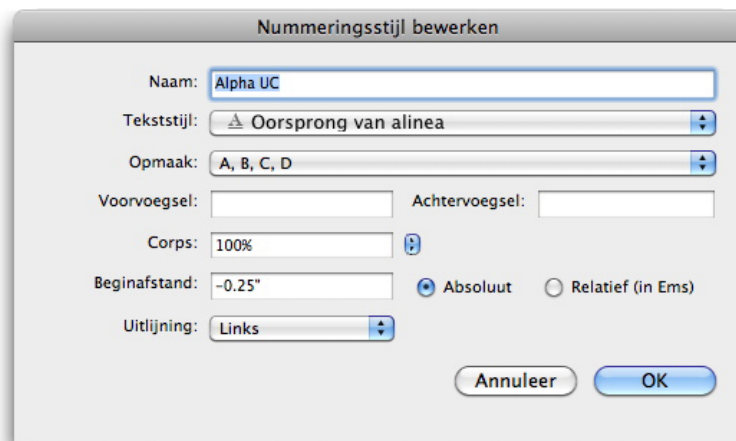 Nummeringsstijl bewerken
Naam: Alpha UC
Tekststijl: A Oorsprong van alinea
Opmaak: A, B, C, D
Voorvoegsel: Achtervoegsel:
Corps: 100%
Beginafstand: -0.25" Absoluut Relatief (in Ems)
Uitlijning: Links
Annuleer OK